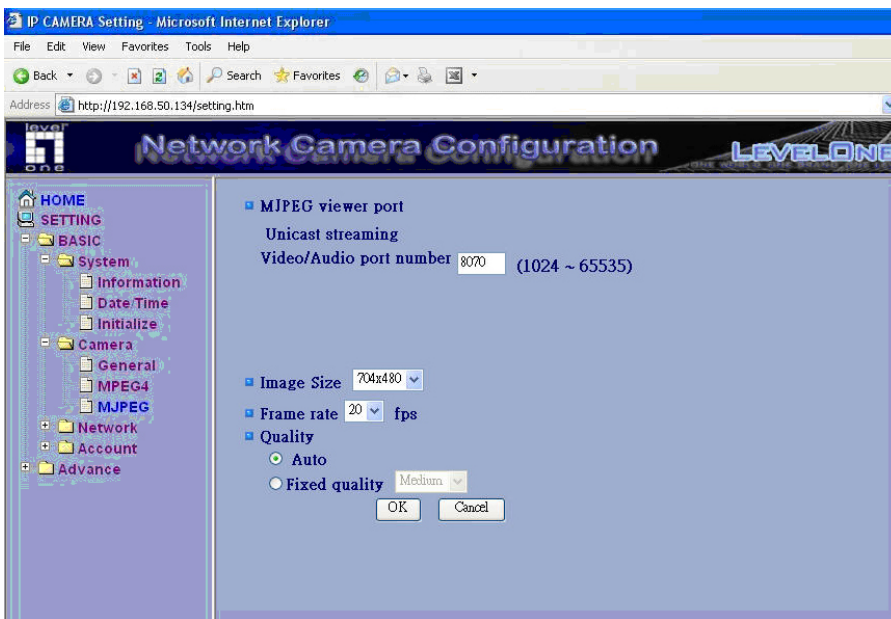 IP CAMERA Setting - Microsoft Internet Explorer
File Edit View Favorites Tools Help
Back Search Favorites
Address http://192.168.50.134/setting.htm
level one
Network Camera Configuration
LEVELONE
HOME
SETTING
BASIC
System
Information
Date Time
Initialize
Camera
General
MPEG4
MJPEG
Network
Account
Advance
MJPEG viewer port
Unicast streaming
Video/Audio port number 8070 (1024 ~ 65535)
Image Size 704x480
Frame rate 20 fps
Quality
Auto
Fixed quality Medium
OK Cancel